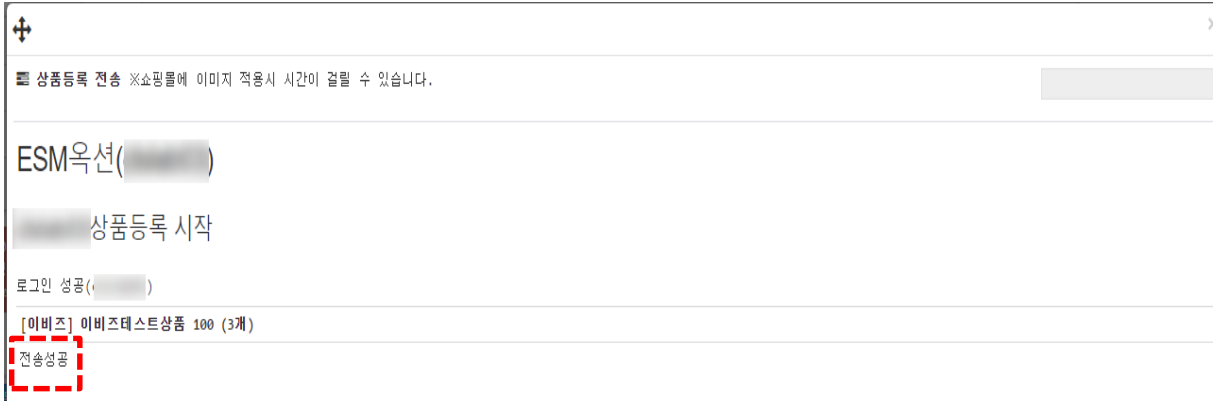 상품등록 전송 ※쇼핑몰에 이미지 적용시 시간이 걸릴 수 있습니다.
ESM옥션( )
상품등록 시작
로그인 성공( )
[이비즈] 이비즈테스트상품 100 (3개)
전송성공